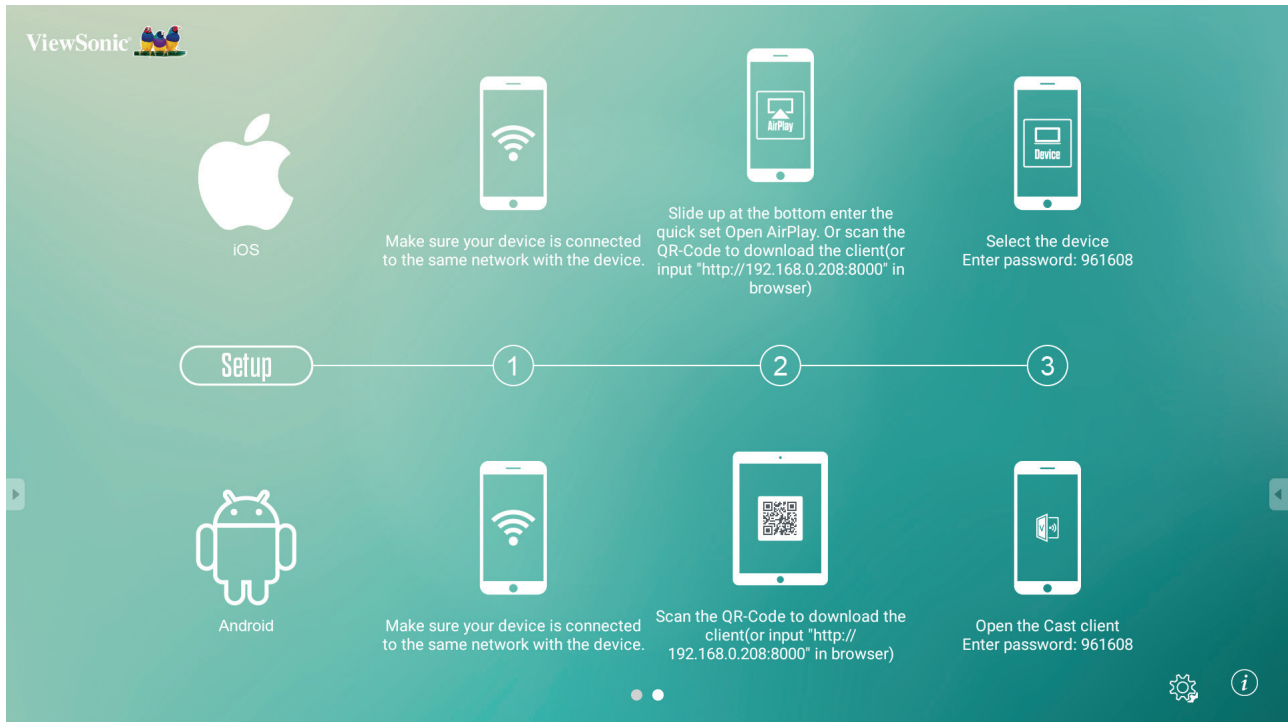 ViewSonic
AirPlay
Device
iOS
Make sure your device is connected
to the same network with the device.
Slide up at the bottom enter the
quick set Open AirPlay. Or scan the
QR-Code to download the client(or
input "http://192.168.0.208:8000" in
browser)
Select the device
Enter password: 961608
Setup
1
2
3
V
Android
Make sure your device is connected
to the same network with the device.
Scan the QR-Code to download the
client(or input "http://
192.168.0.208:8000" in browser)
Open the Cast client
Enter password: 961608
i